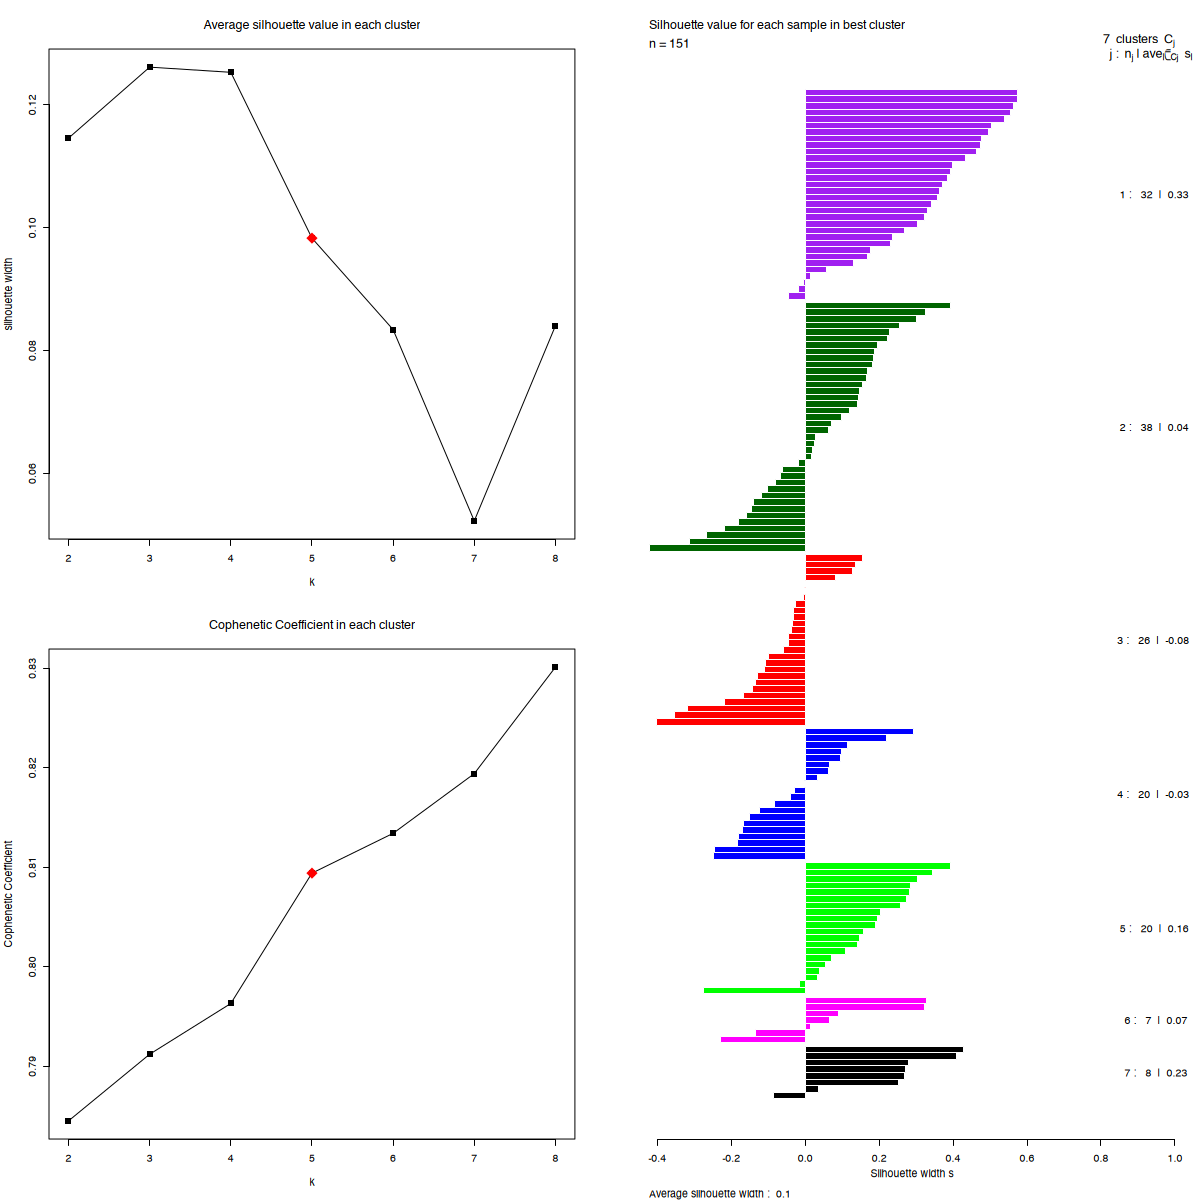 Average silhouette value in each cluster
0.12
0.10
0.08
0.06
silhouette width
2 3 4 5 6 7 8
k
Cophenetic Coefficient in each cluster
0.83
0.82
0.81
0.80
0.79
Cophenetic Coefficient
2 3 4 5 6 7 8
k
Silhouette value for each sample in best cluster
n = 151
7 clusters Cj
j : nj | avei∈Cj si
1 : 32 | 0.33
2 : 38 | 0.04
3 : 26 | -0.08
4 : 20 | -0.03
5 : 20 | 0.16
6 : 7 | 0.07
7 : 8 | 0.23
-0.4 -0.2 0.0 0.2 0.4 0.6 0.8 1.0
Silhouette width s
Average silhouette width : 0.1